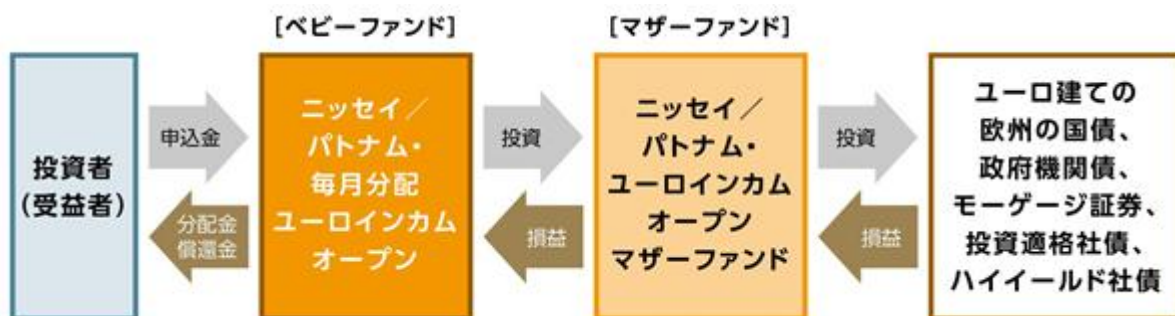 [ベビーファンド]
[マザーファンド]
投資者
(受益者)
申込金
分配金
償還金
ニッセイ／
パトナム・
毎月分配
ユーロインカム
オープン
投資
損益
ニッセイ／
パトナム・
ユーロインカム
オープン
マザーファンド
投資
損益
ユーロ建ての
欧州の国債、
政府機関債、
モーゲージ証券、
投資適格社債、
ハイイールド社債